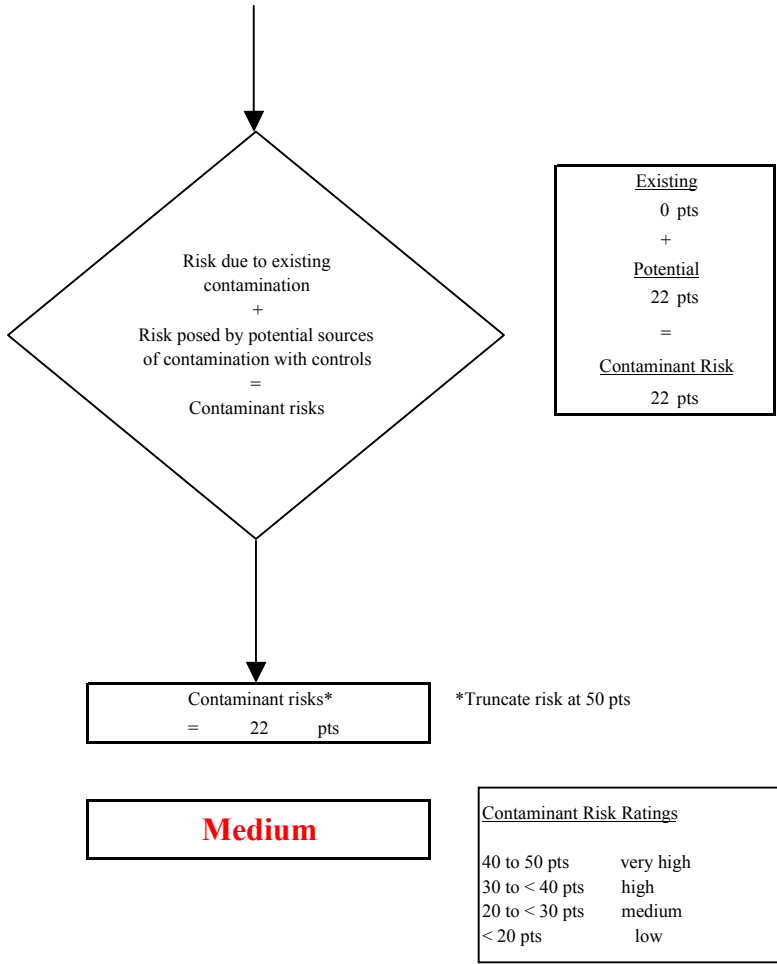 Risk due to existing
contamination
+
Risk posed by potential sources
of contamination with controls
=
Contaminant risks
Existing
0 pts
+
Potential
22 pts
=
Contaminant Risk
22 pts
Contaminant risks*
= 22 pts
*Truncate risk at 50 pts
Medium
Contaminant Risk Ratings
40 to 50 pts very high
30 to < 40 pts high
20 to < 30 pts medium
< 20 pts low